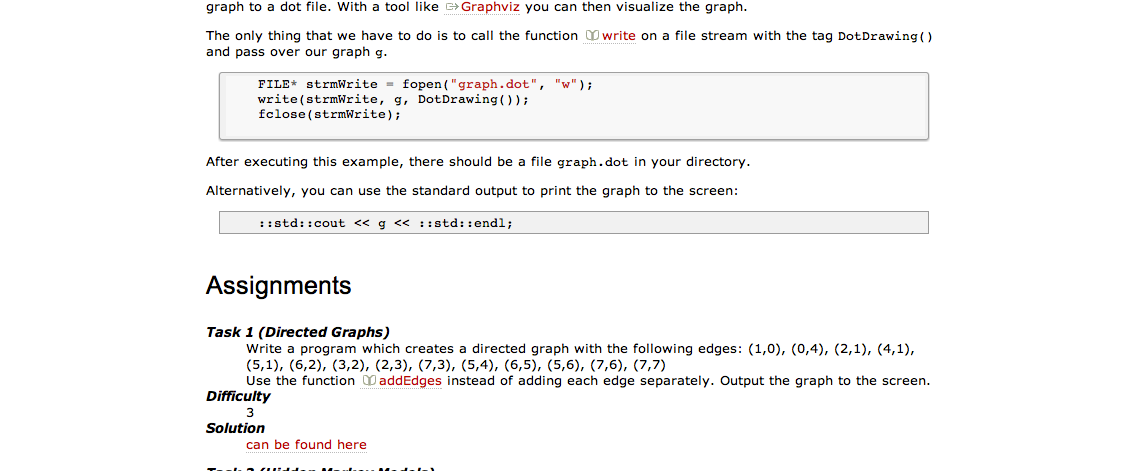 graph to a dot file. With a tool like Graphviz you can then visualize the graph.
The only thing that we have to do is to call the function write on a file stream with the tag DotDrawing()
and pass over our graph g.
FILE* strmWrite = fopen("graph.dot", "w");
write(strmWrite, g, DotDrawing());
fclose(strmWrite);
After executing this example, there should be a file graph.dot in your directory.
Alternatively, you can use the standard output to print the graph to the screen:
::std::cout << g << ::std::endl;
Assignments
Task 1 (Directed Graphs)
Write a program which creates a directed graph with the following edges: (1,0), (0,4), (2,1), (4,1),
(5,1), (6,2), (3,2), (2,3), (7,3), (5,4), (6,5), (5,6), (7,6), (7,7)
Use the function addEdges instead of adding each edge separately. Output the graph to the screen.
Difficulty
3
Solution
can be found here
Task 2 (Hidden Markov Models)